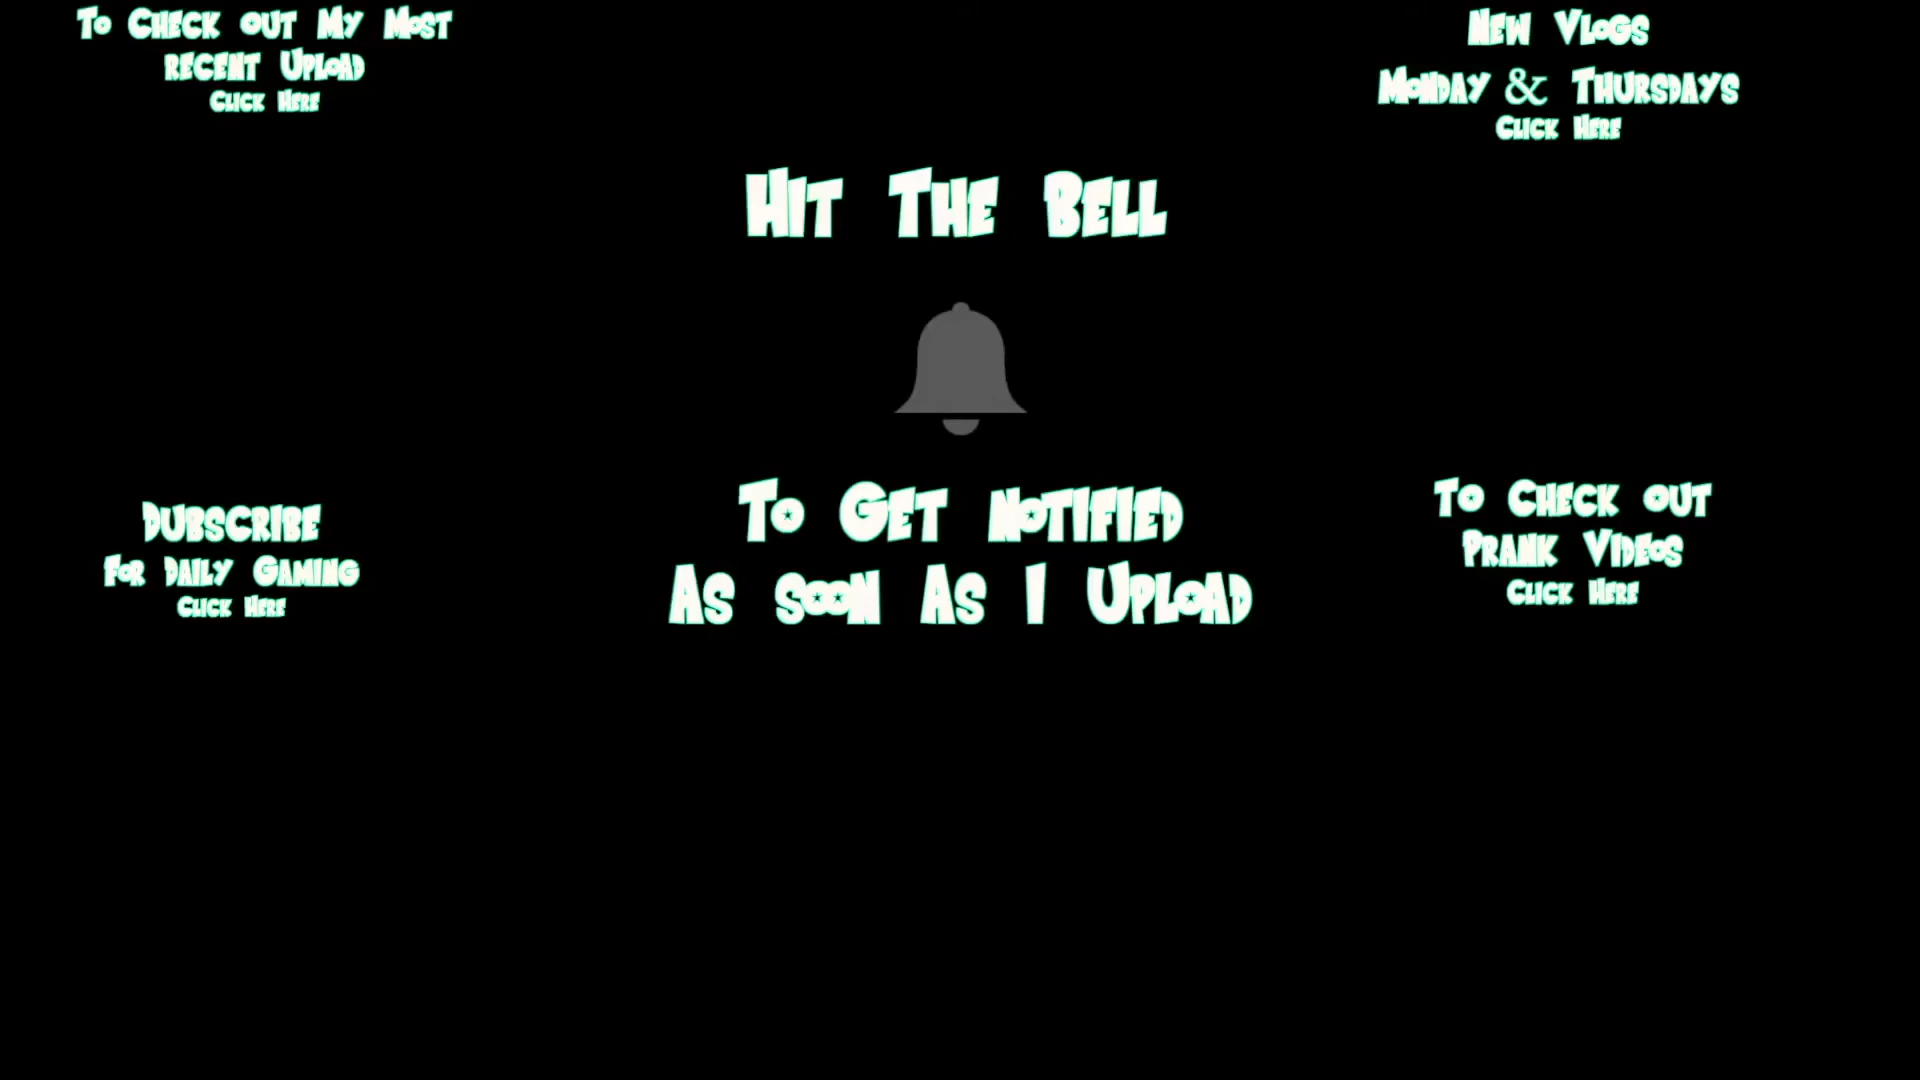 To Check out My Most
recent Upload
Click Here
New Vlogs
Monday & Thursdays
Click Here
Hit The Bell
To Get notified
As soon As I Upload
Dubscribe
For Daily Gaming
Click Here
To Check out
Prank Videos
Click Here